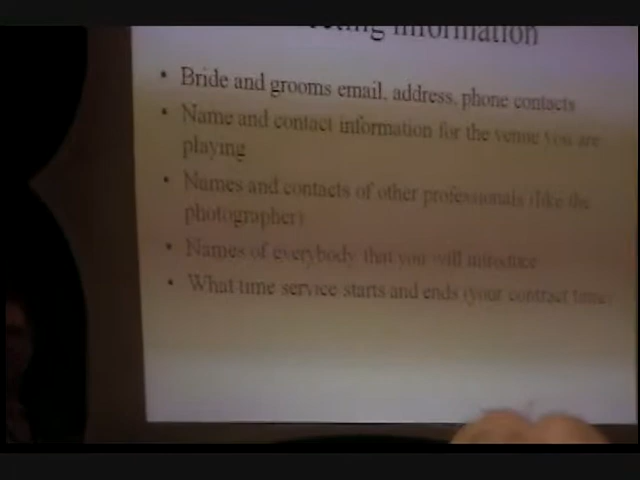 information
• Bride and grooms email, address, phone contacts
• Name and contact information for the venue you are
playing
• Names and contacts of other professionals (like the
photographer)
• Names of everybody that you will introduce
• What time service starts and ends (your contract time)